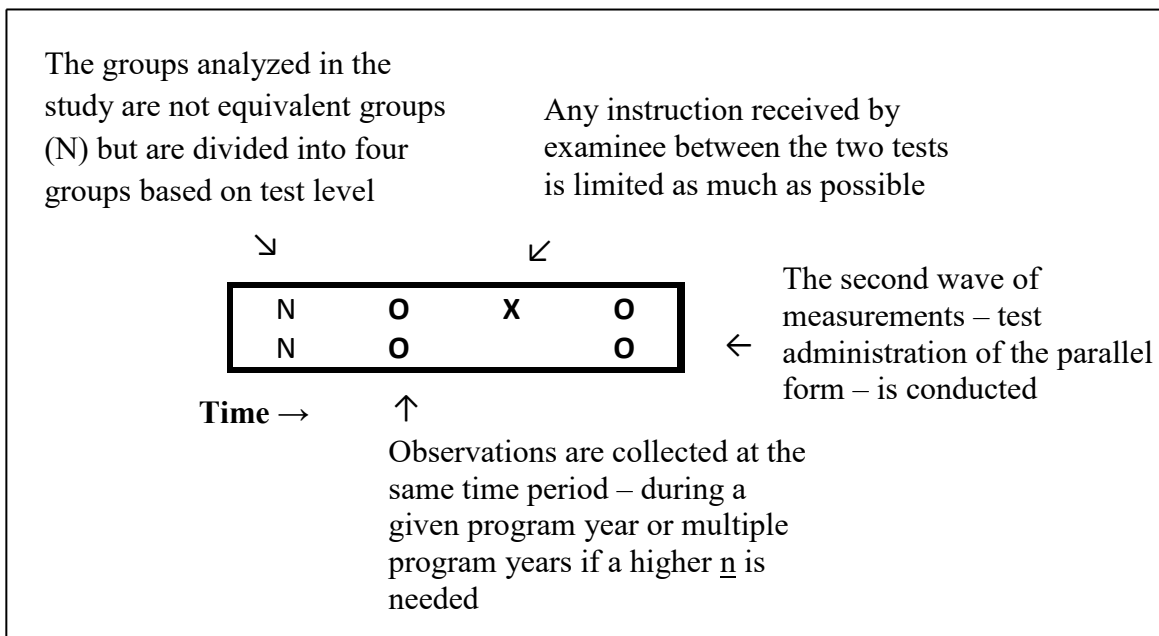 The groups analyzed in the
study are not equivalent groups
(N) but are divided into four
groups based on test level
Any instruction received by
examinee between the two tests
is limited as much as possible
↘
↙
N O X O
N O O
←
The second wave of
measurements – test
administration of the parallel
form – is conducted
Time →
↑
Observations are collected at the
same time period – during a
given program year or multiple
program years if a higher n is
needed